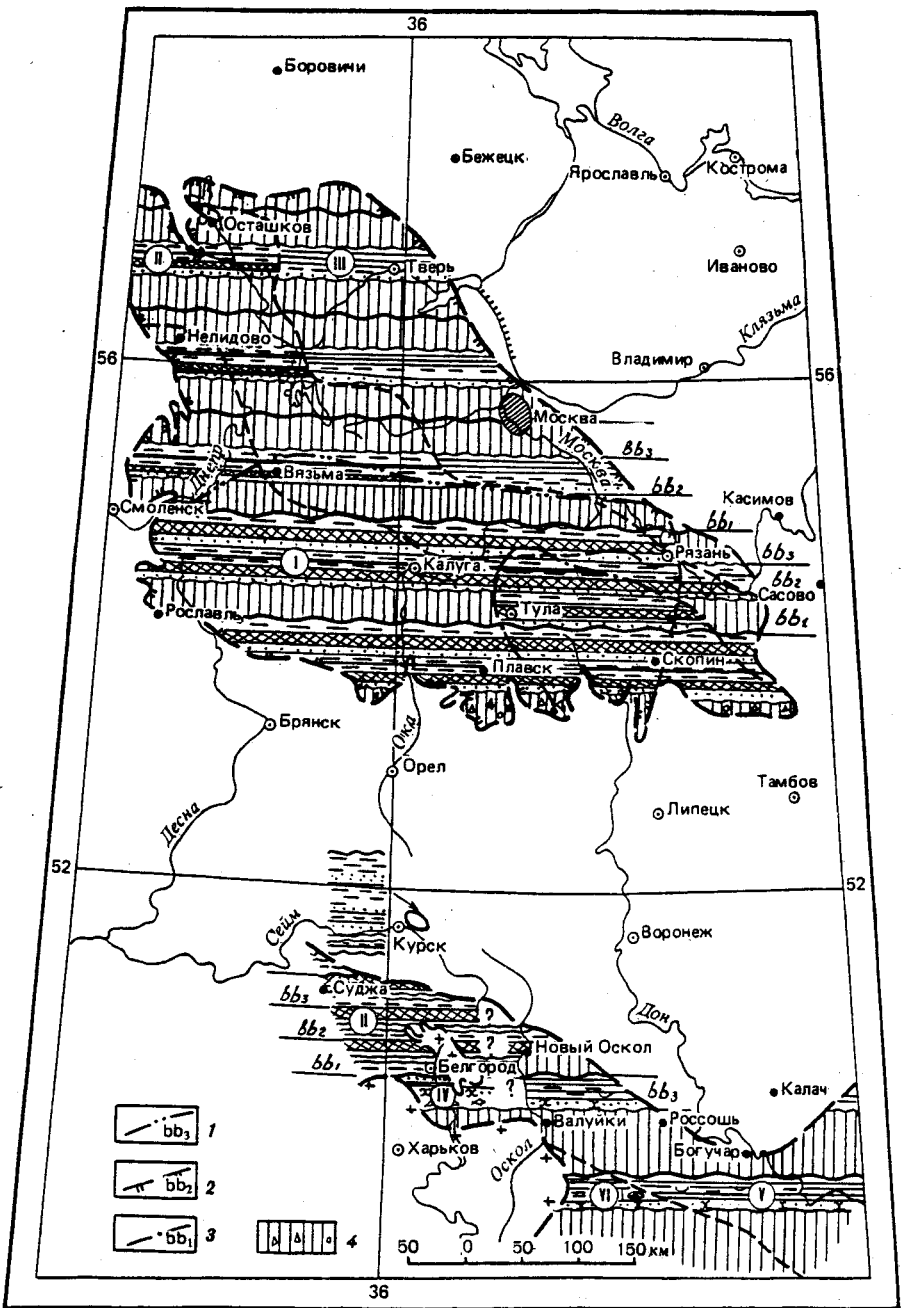 36
Боровичи
Волга
Бежецк
Кострома
Ярославль
Осташков
II
III
Тверь
Иваново
Клязьма
Нелидово
56
Владимир
56
Москва
Москва
bb₃
Днепр
Вязьма
bb₂
Касимов
Смоленск
bb₁
Рязань
bb₃
I
Калуга
bb₂
Сасово
Рославль
Тула
bb₁
Плавск
Скопин
Брянск
Ока
Орел
Тамбов
Липецк
Десна
52
52
Сейм
Курск
Воронеж
Суджа
bb₃
II
?
Дон
bb₂
?
Новый Оскол
bb₁
Белгород
?
bb₃
Калач
IV
Валуйки
Россошь
Харьков
Оскол
Богучар
VI
V
bb₃ 1
bb₂ 2
bb₁ 3
4
50 0 50 100 150 км
36